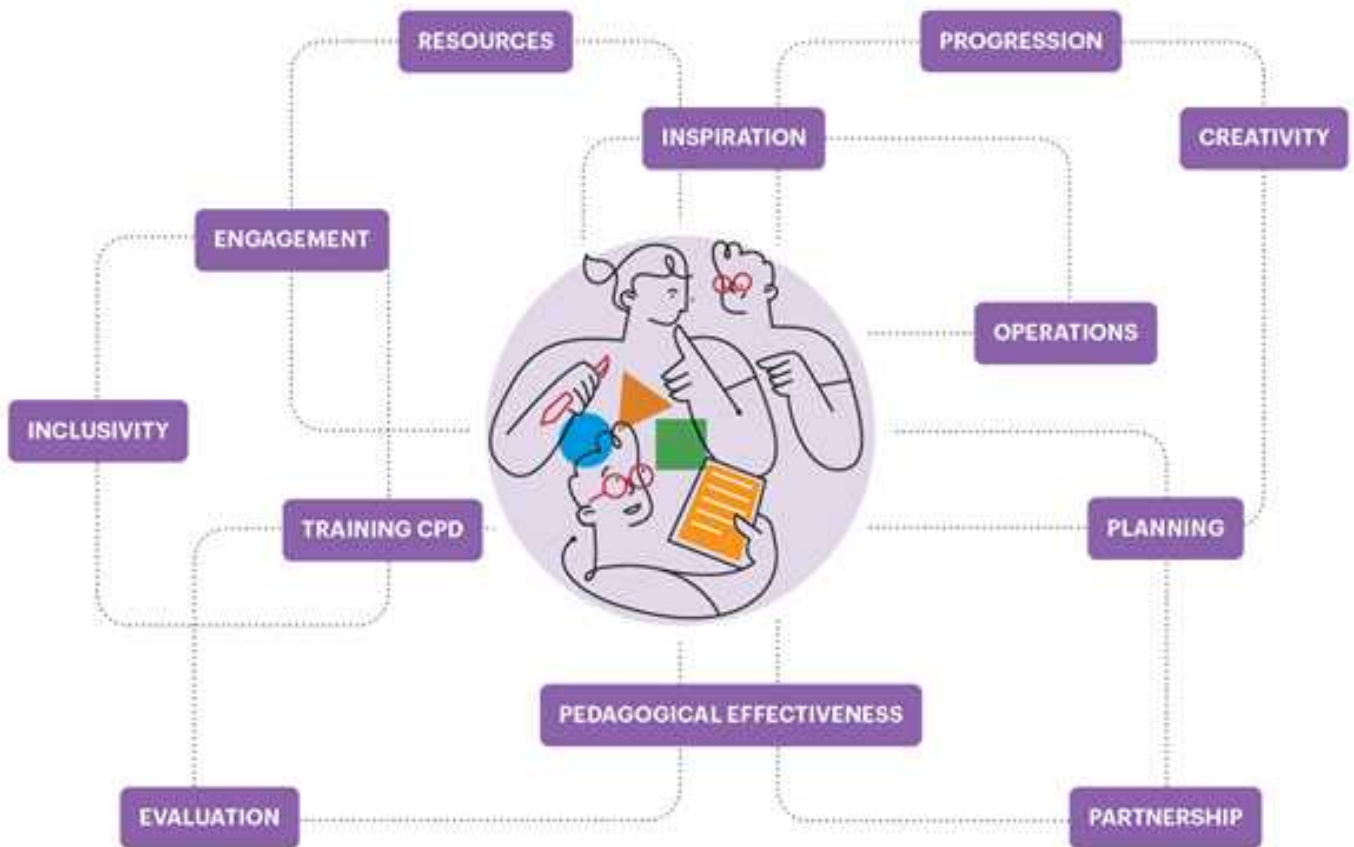 RESOURCES
PROGRESSION
INSPIRATION
CREATIVITY
ENGAGEMENT
OPERATIONS
INCLUSIVITY
TRAINING CPD
PLANNING
PEDAGOGICAL EFFECTIVENESS
EVALUATION
PARTNERSHIP